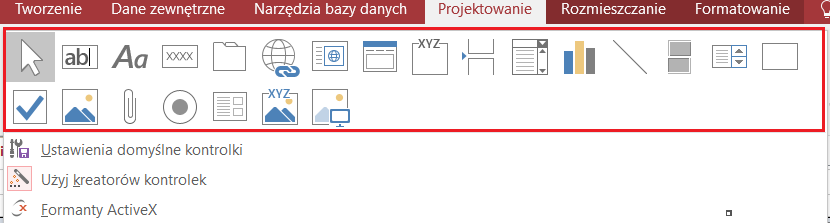 Tworzenie Dane zewnętrzne Narzędzia bazy danych Projektowanie Rozmieszczanie Formatowanie
ab Aa XXXX XYZ
XYZ
Ustawienia domyślne kontrolki
Użyj kreatorów kontrolek
Formanty ActiveX